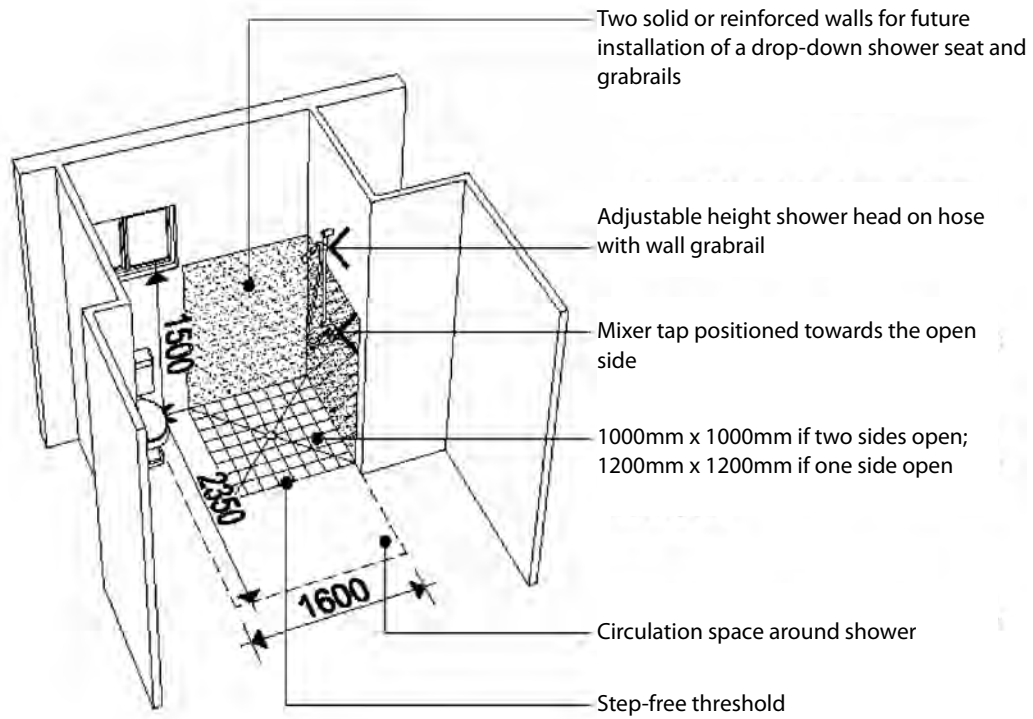 Two solid or reinforced walls for future
installation of a drop-down shower seat and
grabrails
Adjustable height shower head on hose
with wall grabrail
Mixer tap positioned towards the open
side
1500
1000mm x 1000mm if two sides open;
1200mm x 1200mm if one side open
2350
1600
Circulation space around shower
Step-free threshold